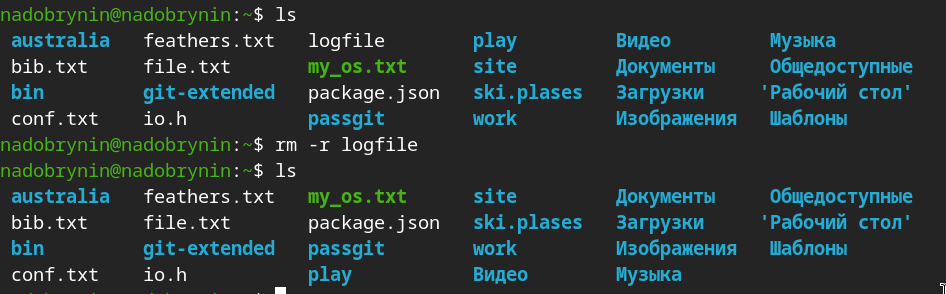 nadobrynin@nadobrynin:~$ ls
australia feathers.txt logfile play Видео Музыка
bib.txt file.txt my_os.txt site Документы Общедоступные
bin git-extended package.json ski.plases Загрузки 'Рабочий стол'
conf.txt io.h passgit work Изображения Шаблоны
nadobrynin@nadobrynin:~$ rm -r logfile
nadobrynin@nadobrynin:~$ ls
australia feathers.txt my_os.txt site Документы Общедоступные
bib.txt file.txt package.json ski.plases Загрузки 'Рабочий стол'
bin git-extended passgit work Изображения Шаблоны
conf.txt io.h play Видео Музыка